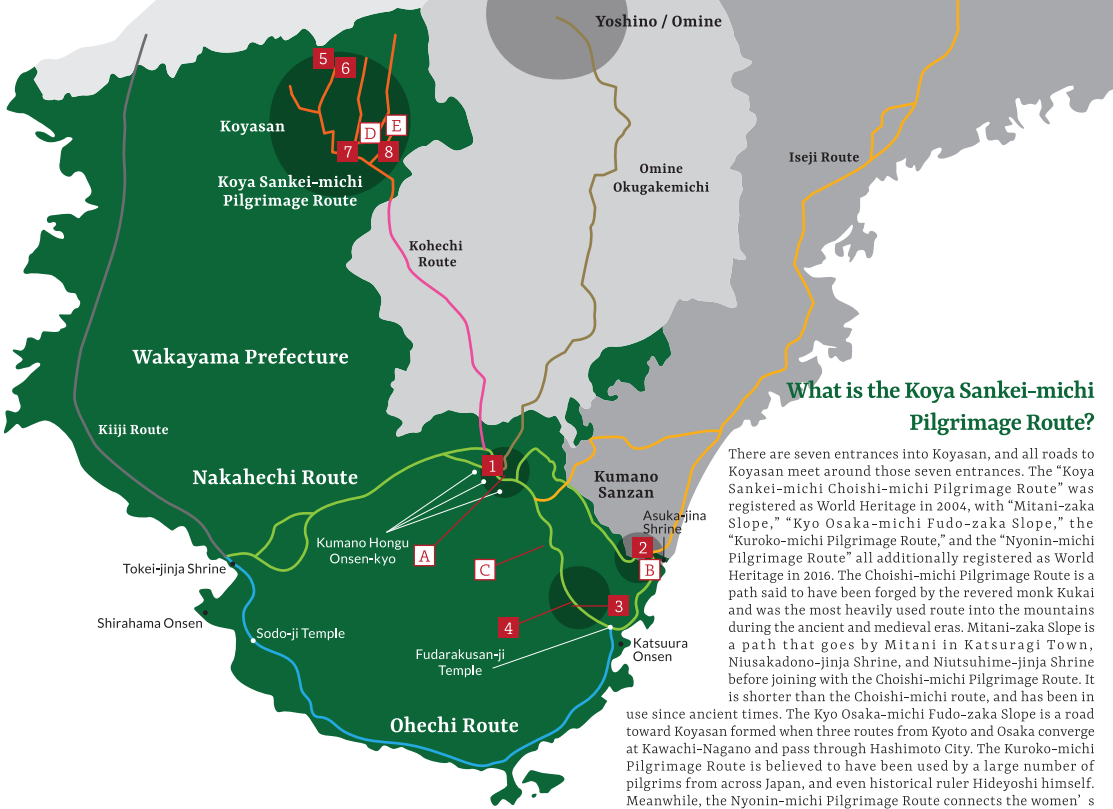 Yoshino / Omine
5
6
Koyasan
D
E
7
8
Koya Sankei-michi
Pilgrimage Route
Omine
Okugakemichi
Iseji Route
Kohechi
Route
Wakayama Prefecture
Kiiji Route
Nakahechi Route
1
Kumano
Sanzan
Asuka-jina
Shrine
Kumano Hongu
Onsen-kyo
A
C
2
B
Tokei-jinja Shrine
Shirahama Onsen
Sodo-ji Temple
3
4
Fudarakusan-ji
Temple
Katsuura
Onsen
Ohechi Route
What is the Koya Sankei-michi
Pilgrimage Route?
There are seven entrances into Koyasan, and all roads to
Koyasan meet around those seven entrances. The “Koya
Sankei-michi Choishi-michi Pilgrimage Route” was
registered as World Heritage in 2004, with “Mitani-zaka
Slope,” “Kyo Osaka-michi Fudo-zaka Slope,” the
“Kuroko-michi Pilgrimage Route,” and the “Nyonin-michi
Pilgrimage Route” all additionally registered as World
Heritage in 2016. The Choishi-michi Pilgrimage Route is a
path said to have been forged by the revered monk Kukai
and was the most heavily used route into the mountains
during the ancient and medieval eras. Mitani-zaka Slope is
a path that goes by Mitani in Katsuragi Town,
Niusakadono-jinja Shrine, and Niutsuhime-jinja Shrine
before joining with the Choishi-michi Pilgrimage Route. It
is shorter than the Choishi-michi route, and has been in
use since ancient times. The Kyo Osaka-michi Fudo-zaka Slope is a road
toward Koyasan formed when three routes from Kyoto and Osaka converge
at Kawachi-Nagano and pass through Hashimoto City. The Kuroko-michi
Pilgrimage Route is believed to have been used by a large number of
pilgrims from across Japan, and even historical ruler Hideyoshi himself.
Meanwhile, the Nyonin-michi Pilgrimage Route connects the women’ s